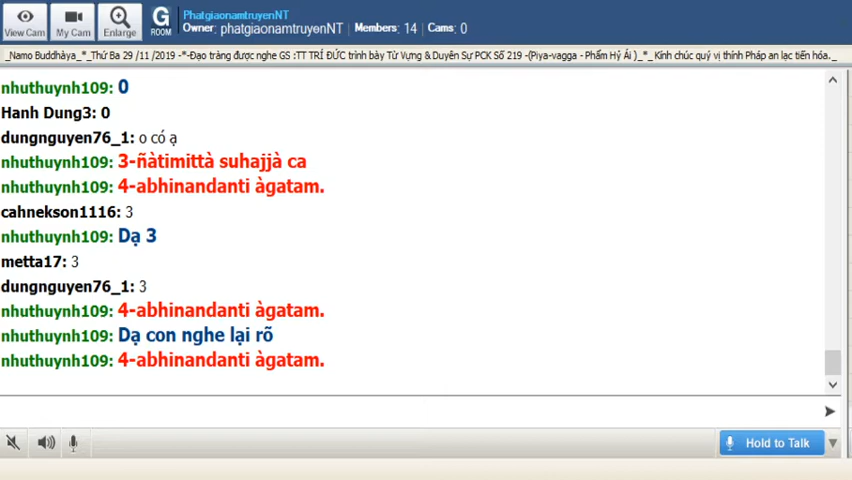 PhatgiaonamtruyenNT
Owner: phatgiaonamtruyenNT | Members: 14 Cams: 0
View Cam
My Cam
Enlarge
G
ROOM
_Namo Buddhàya_*_Thứ Ba 29 /11 /2019 -*-Đạo tràng được nghe GS :TT TRÍ ĐỨC trình bày Từ Vựng & Duyên Sự PCK Số 219 -(Piya-vagga - Phẩm Hỷ Ái )_*_ Kính chúc quý vị thính Pháp an lạc tiến hóa._
nhuthuynh109: 0
Hanh Dung3: 0
dungnguyen76_1: o có ạ
nhuthuynh109: 3-ñàtimittà suhajjà ca
nhuthuynh109: 4-abhinandanti àgatam.
cahnekson1116: 3
nhuthuynh109: Dạ 3
metta17: 3
dungnguyen76_1: 3
nhuthuynh109: 4-abhinandanti àgatam.
nhuthuynh109: Dạ con nghe lại rõ
nhuthuynh109: 4-abhinandanti àgatam.
Hold to Talk